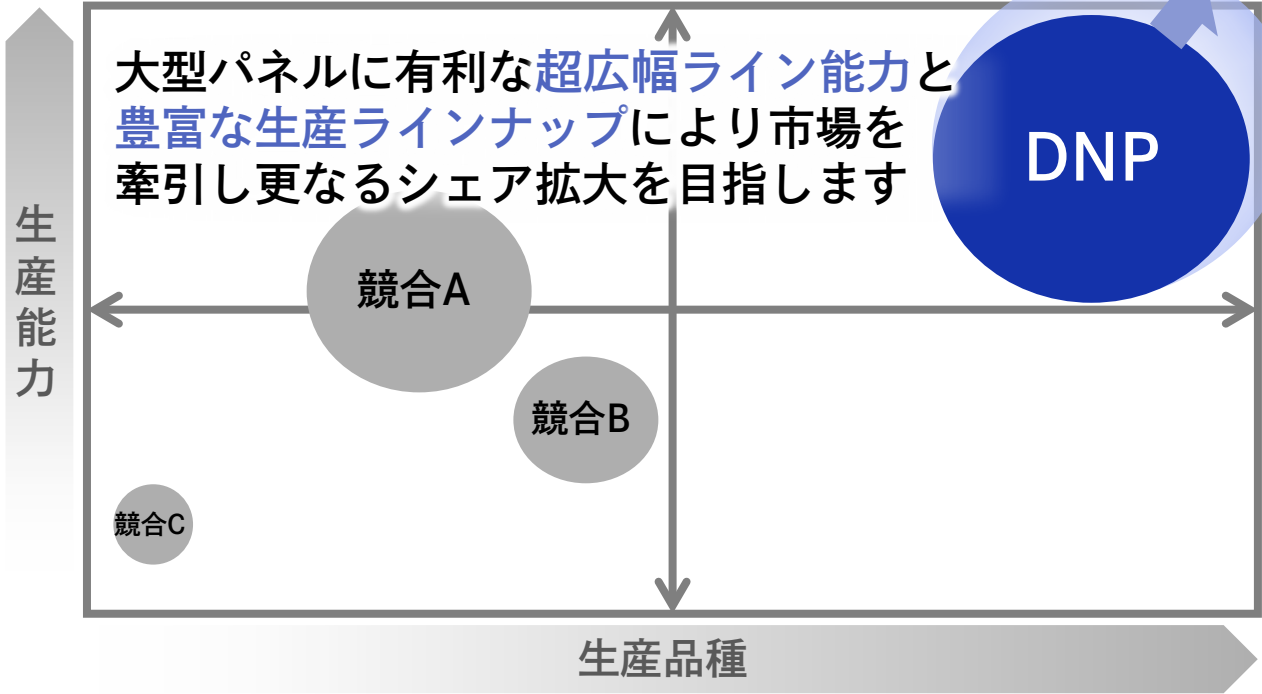 大型パネルに有利な超広幅ライン能力と
豊富な生産ラインナップにより市場を
牽引し更なるシェア拡大を目指します
DNP
生産能力
競合A
競合B
競合C
生産品種